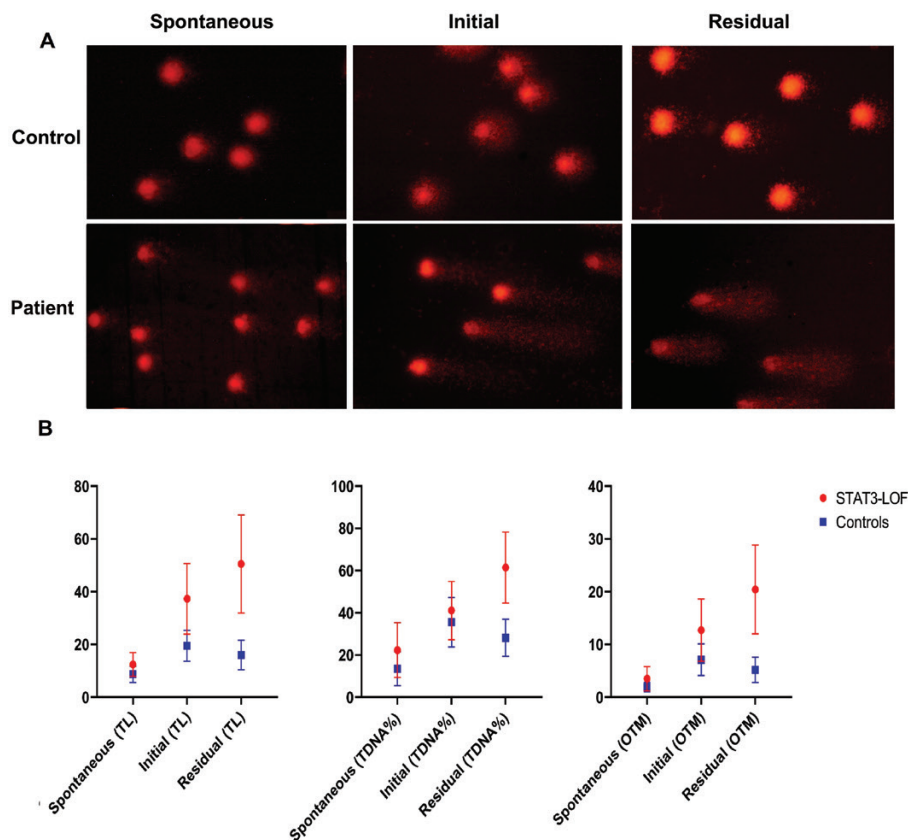 Spontaneous Initial Residual
A
Control
Patient
B
80
60
40
20
0
Spontaneous (TL)
Initial (TL)
Residual (TL)
100
80
60
40
20
0
Spontaneous (TDNA%)
Initial (TDNA%)
Residual (TDNA%)
40
30
20
10
0
Spontaneous (OTM)
Initial (OTM)
Residual (OTM)
STAT3-LOF
Controls